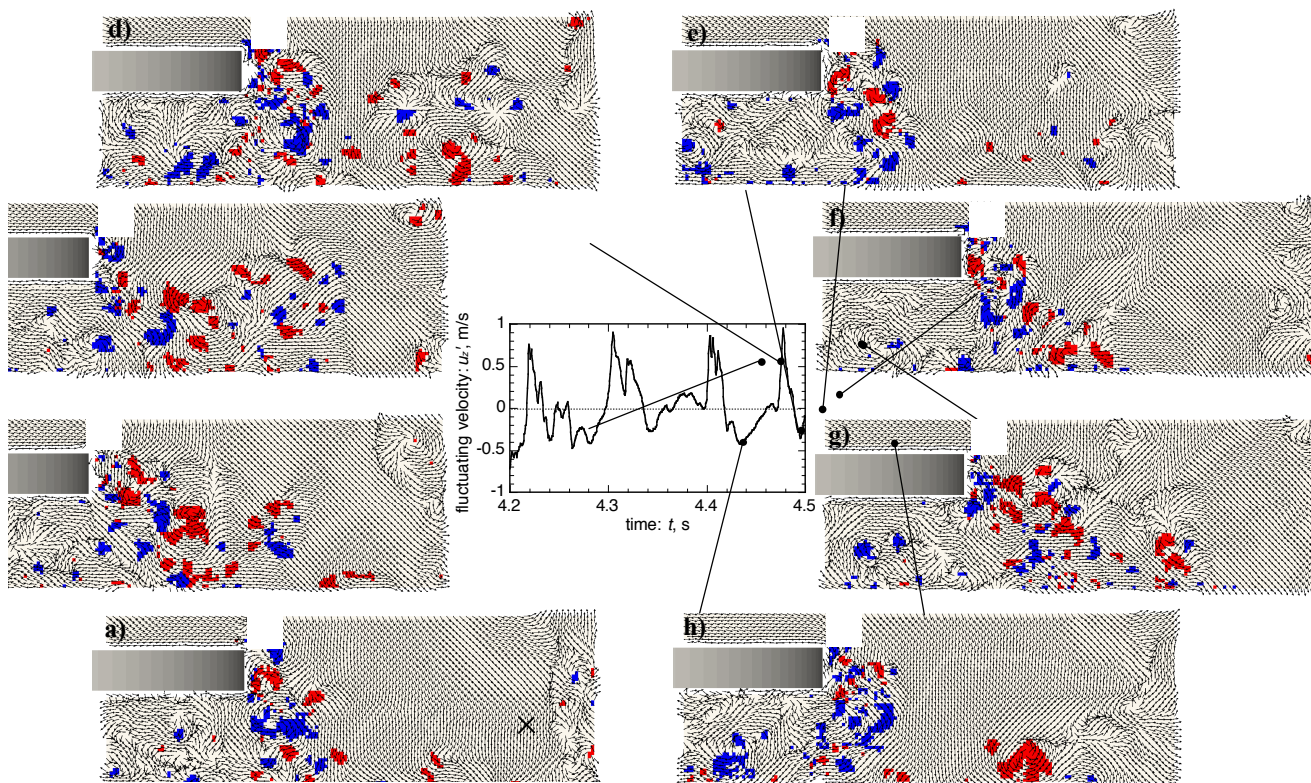 d)
e)
f)
fluctuating velocity: uz', m/s
1
0.5
0
-0.5
-1
4.2
4.3
4.4
4.5
time: t, s
g)
a)
h)